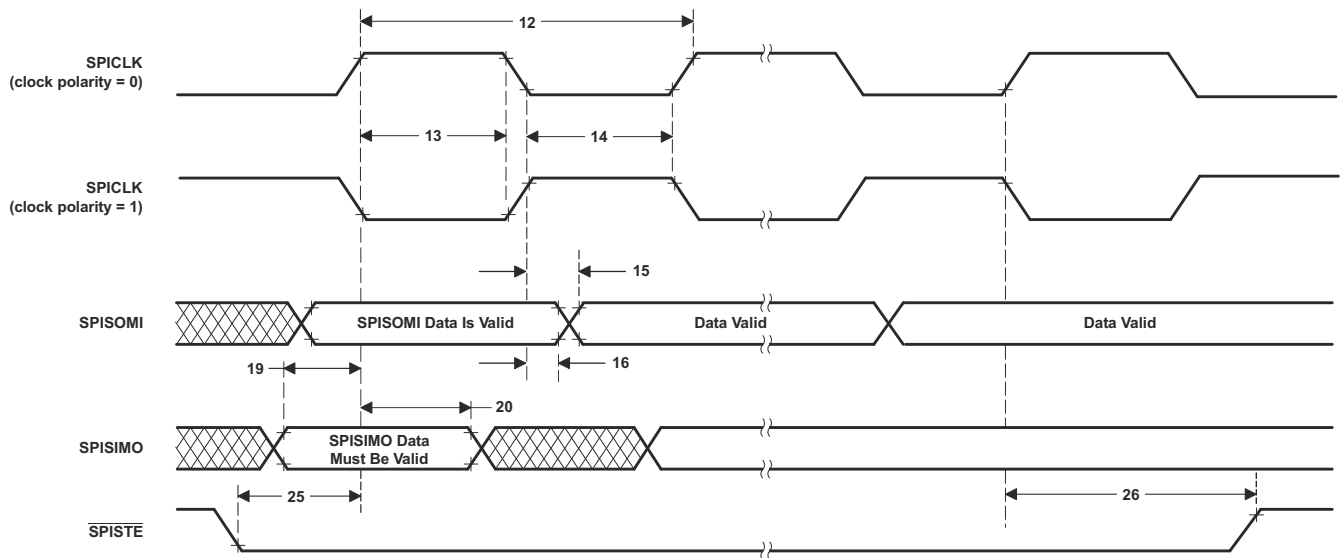 12
SPICLK
(clock polarity = 0)
13
14
SPICLK
(clock polarity = 1)
15
SPISOMI
SPISOMI Data Is Valid
Data Valid
Data Valid
19
16
20
SPISIMO
SPISIMO Data
Must Be Valid
25
26
SPISTE